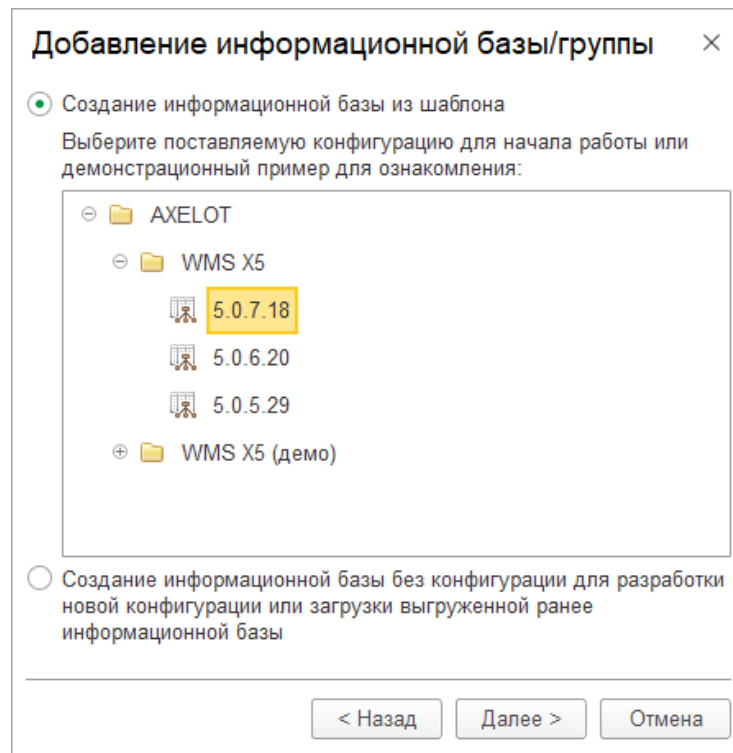 Добавление информационной базы/группы
Создание информационной базы из шаблона
Выберите поставляемую конфигурацию для начала работы или
демонстрационный пример для ознакомления:
AXELOT
WMS X5
5.0.7.18
5.0.6.20
5.0.5.29
WMS X5 (демо)
Создание информационной базы без конфигурации для разработки
новой конфигурации или загрузки выгруженной ранее
информационной базы
< Назад
Далее >
Отмена